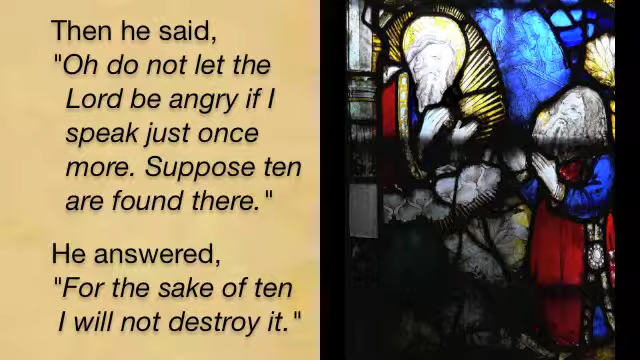 Then he said,
"Oh do not let the
Lord be angry if I
speak just once
more. Suppose ten
are found there."
He answered,
"For the sake of ten
I will not destroy it."